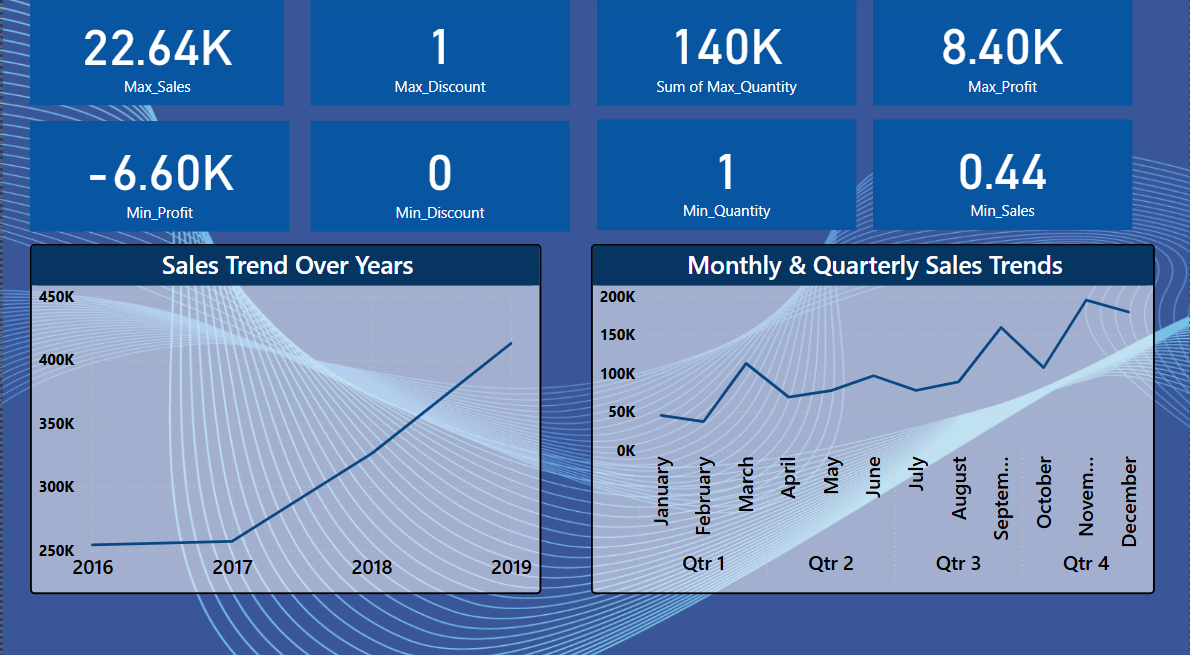 22.64K
Max_Sales
1
Max_Discount
140K
Sum of Max_Quantity
8.40K
Max_Profit
-6.60K
Min_Profit
0
Min_Discount
1
Min_Quantity
0.44
Min_Sales
Sales Trend Over Years
450K
400K
350K
300K
250K
2016 2017 2018 2019
Monthly & Quarterly Sales Trends
200K
150K
100K
50K
0K
January
February
March
April
May
June
July
August
Septem...
October
Novem...
December
Qtr 1 Qtr 2 Qtr 3 Qtr 4